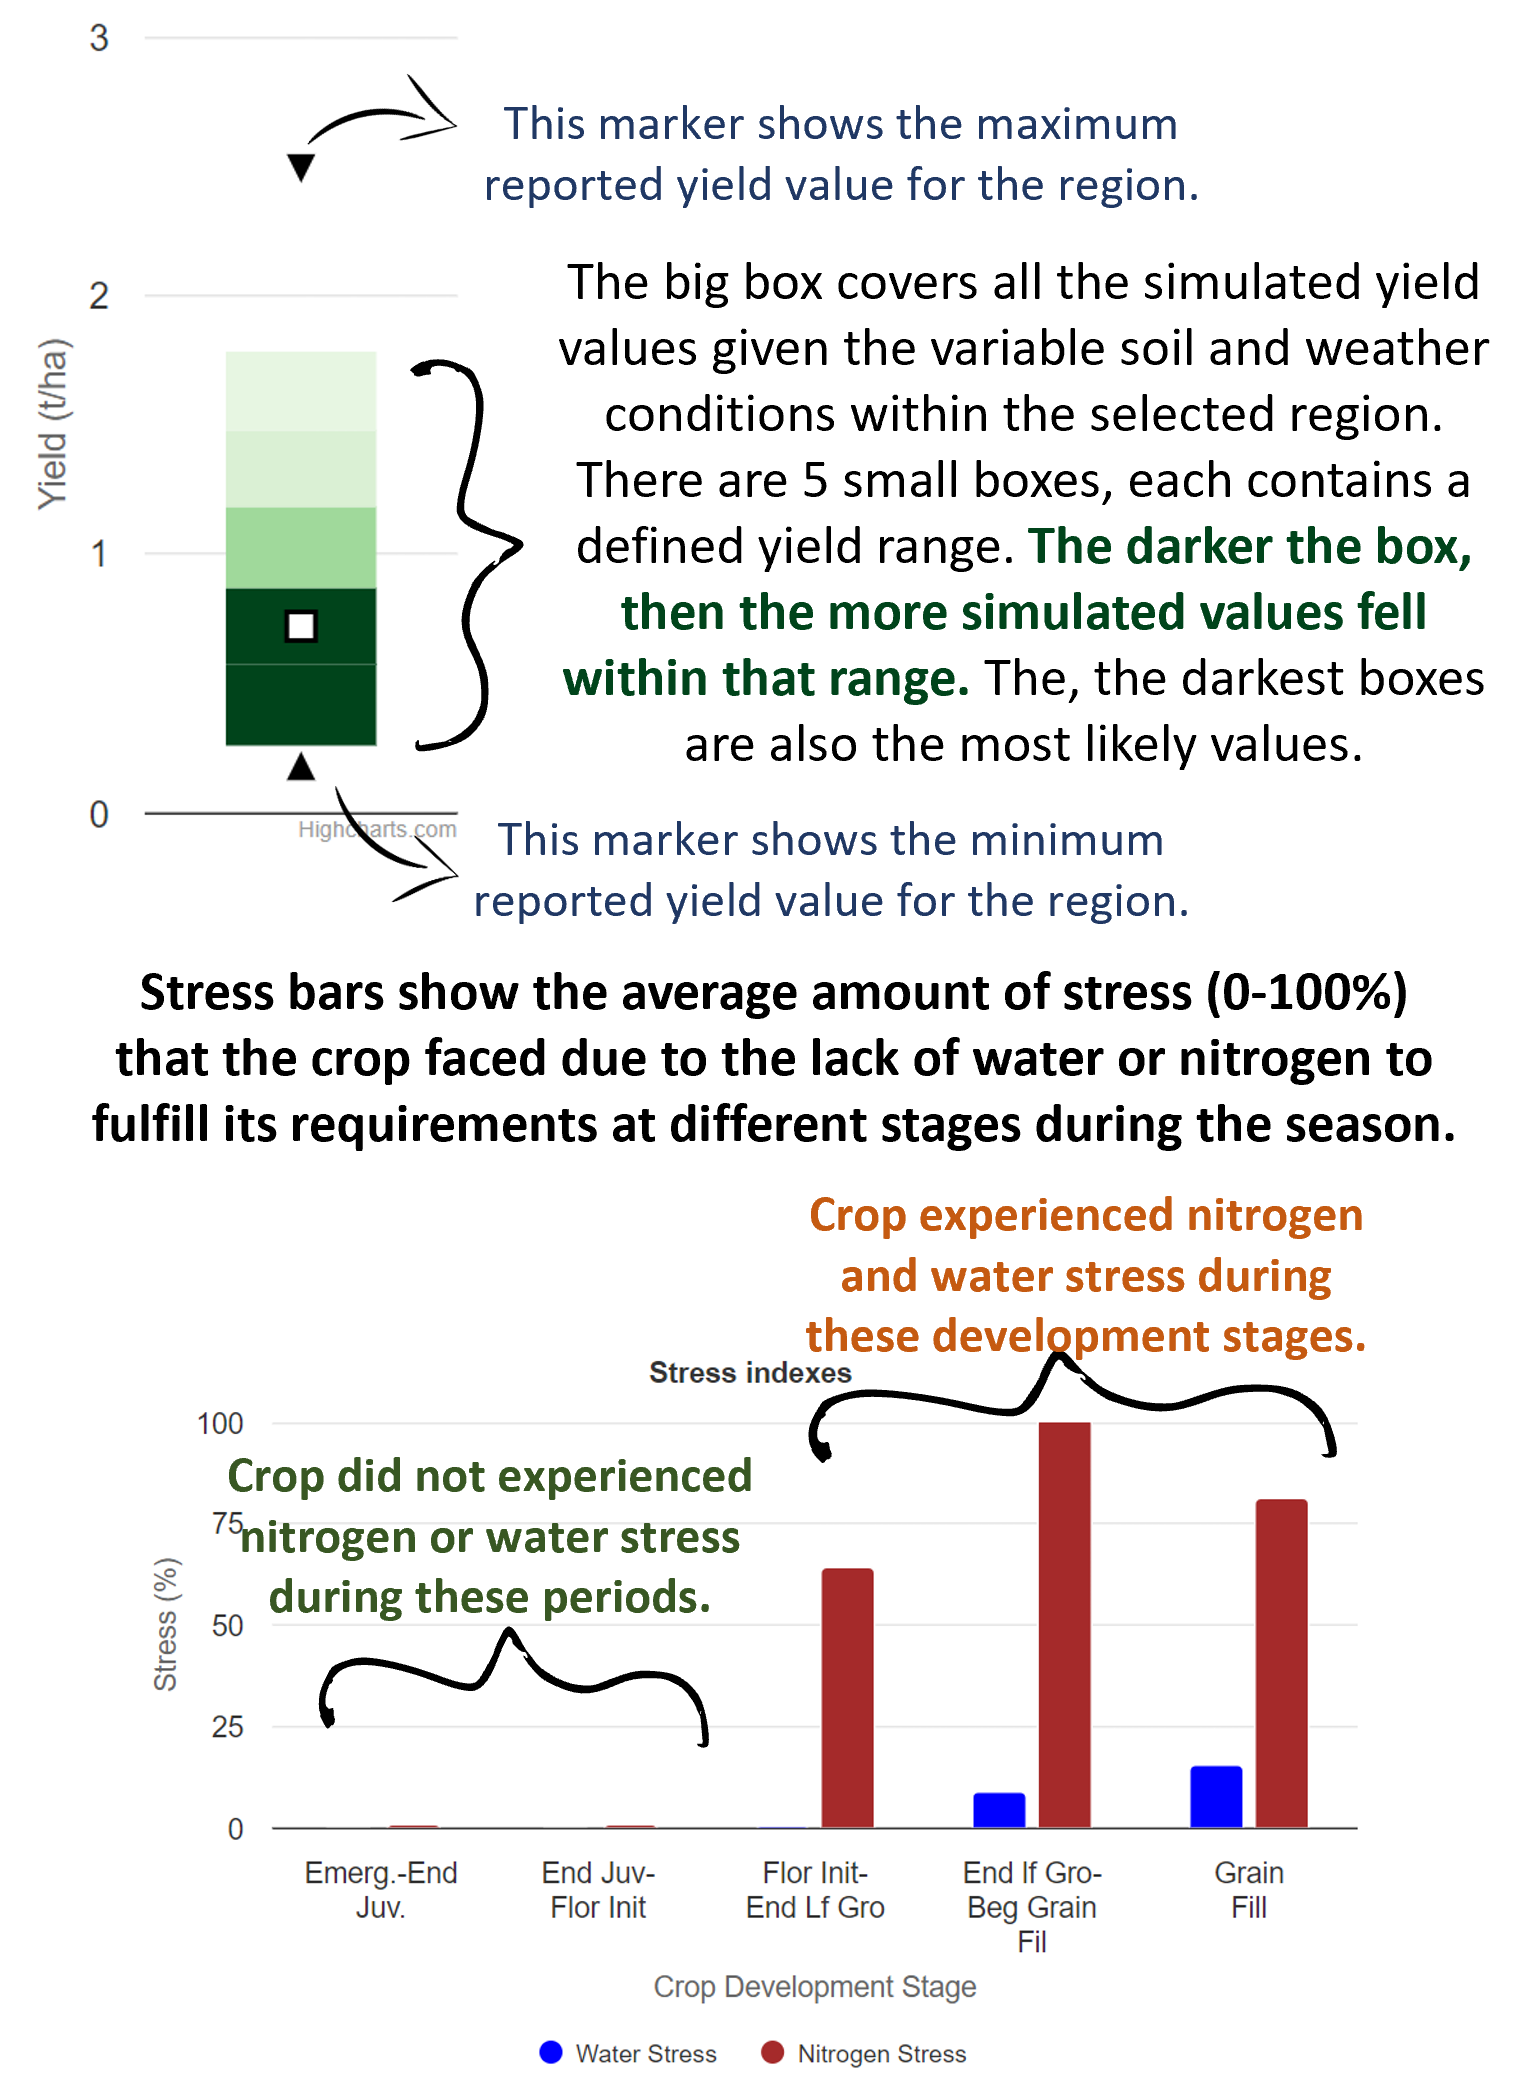 3
This marker shows the maximum
reported yield value for the region.
2
Yield (t/ha)
The big box covers all the simulated yield
values given the variable soil and weather
conditions within the selected region.
There are 5 small boxes, each contains a
defined yield range. The darker the box,
then the more simulated values fell
within that range. The, the darkest boxes
are also the most likely values.
1
0
Highcharts.com
This marker shows the minimum
reported yield value for the region.
Stress bars show the average amount of stress (0-100%)
that the crop faced due to the lack of water or nitrogen to
fulfill its requirements at different stages during the season.
Crop experienced nitrogen
and water stress during
these development stages.
Stress indexes
100
Crop did not experienced
75
nitrogen or water stress
during these periods.
Stress (%)
50
25
0
Emerg.-End
Juv.
End Juv-
Flor Init
Flor Init-
End Lf Gro
End lf Gro-
Beg Grain
Fil
Grain
Fill
Crop Development Stage
Water Stress
Nitrogen Stress